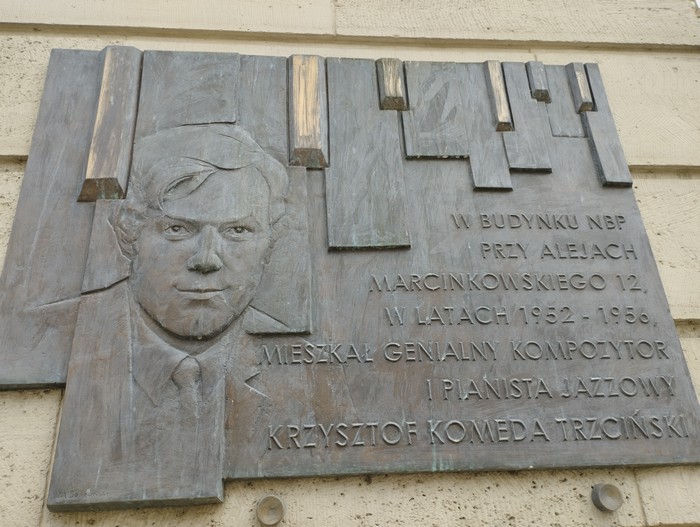 W BUDYNKU NBP
PRZY ALEJACH
MARCINKOWSKIEGO 12,
W LATACH 1952 - 1956,
MIESZKAŁ GENIALNY KOMPOZYTOR
I PIANISTA JAZZOWY
KRZYSZTOF KOMEDA TRZCIŃSKI